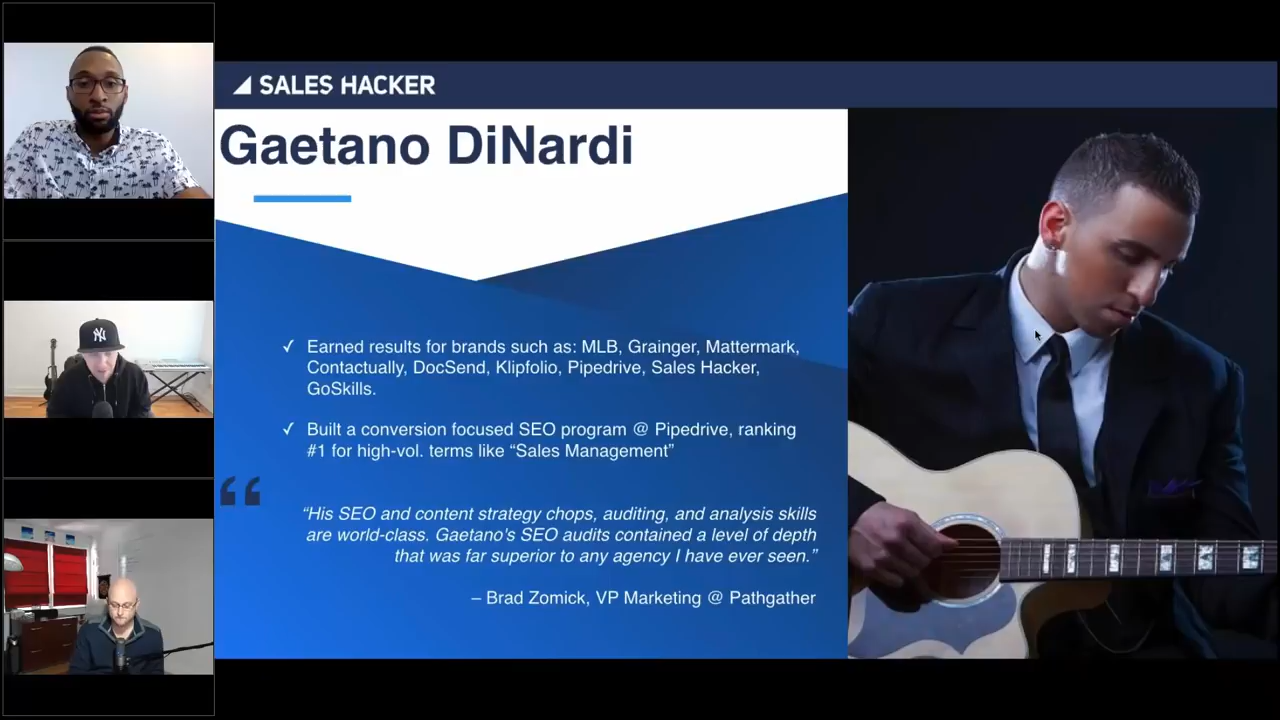 SALES HACKER
Gaetano DiNardi
✓ Earned results for brands such as: MLB, Grainger, Mattermark,
Contactually, DocSend, Klipfolio, Pipedrive, Sales Hacker,
GoSkills.
✓ Built a conversion focused SEO program @ Pipedrive, ranking
#1 for high-vol. terms like “Sales Management”
“His SEO and content strategy chops, auditing, and analysis skills
are world-class. Gaetano's SEO audits contained a level of depth
that was far superior to any agency I have ever seen.”
– Brad Zomick, VP Marketing @ Pathgather
NY